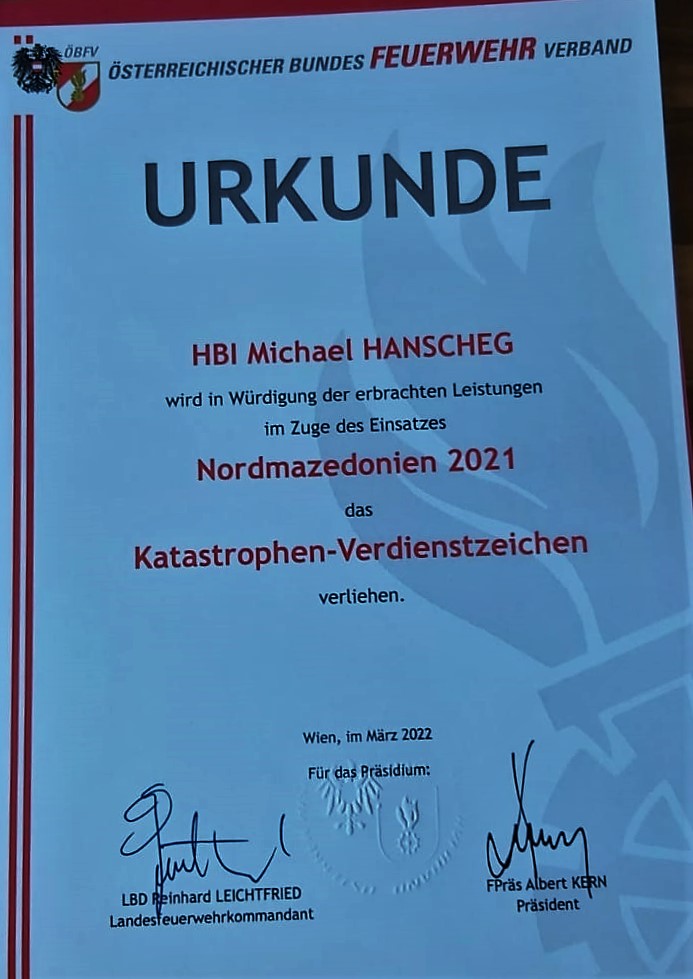 ÖBFV
ÖSTERREICHISCHER BUNDES FEUERWEHR VERBAND
URKUNDE
HBI Michael HANSCHEG
wird in Würdigung der erbrachten Leistungen
im Zuge des Einsatzes
Nordmazedonien 2021
das
Katastrophen-Verdienstzeichen
verliehen.
Wien, im März 2022
Für das Präsidium:
LBD Reinhard LEICHTFRIED
Landesfeuerwehrkommandant
FPräs Albert KERN
Präsident